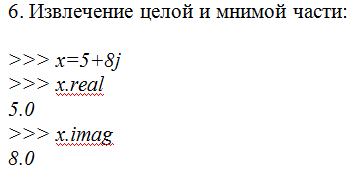 6. Извлечение целой и мнимой части:
>>> x=5+8j
>>> x.real
5.0
>>> x.imag
8.0